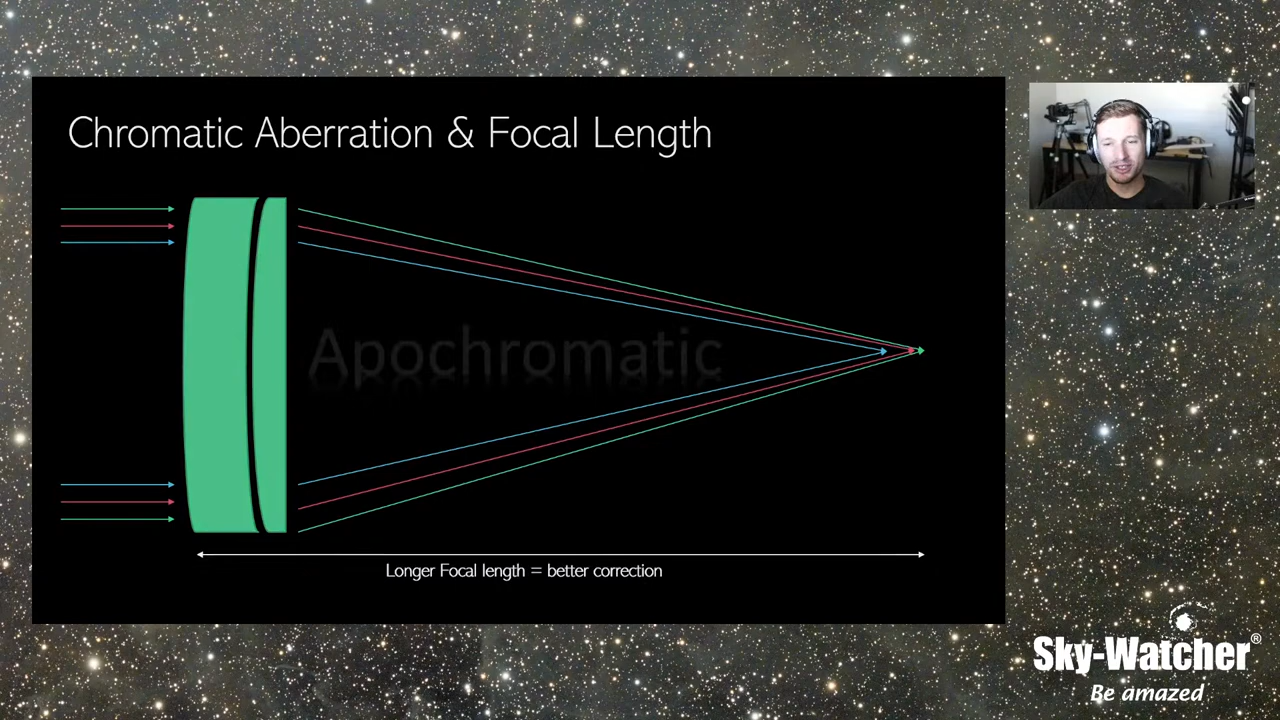 Chromatic Aberration & Focal Length
Apochromatic
Longer Focal length = better correction
Sky-Watcher®
Be amazed